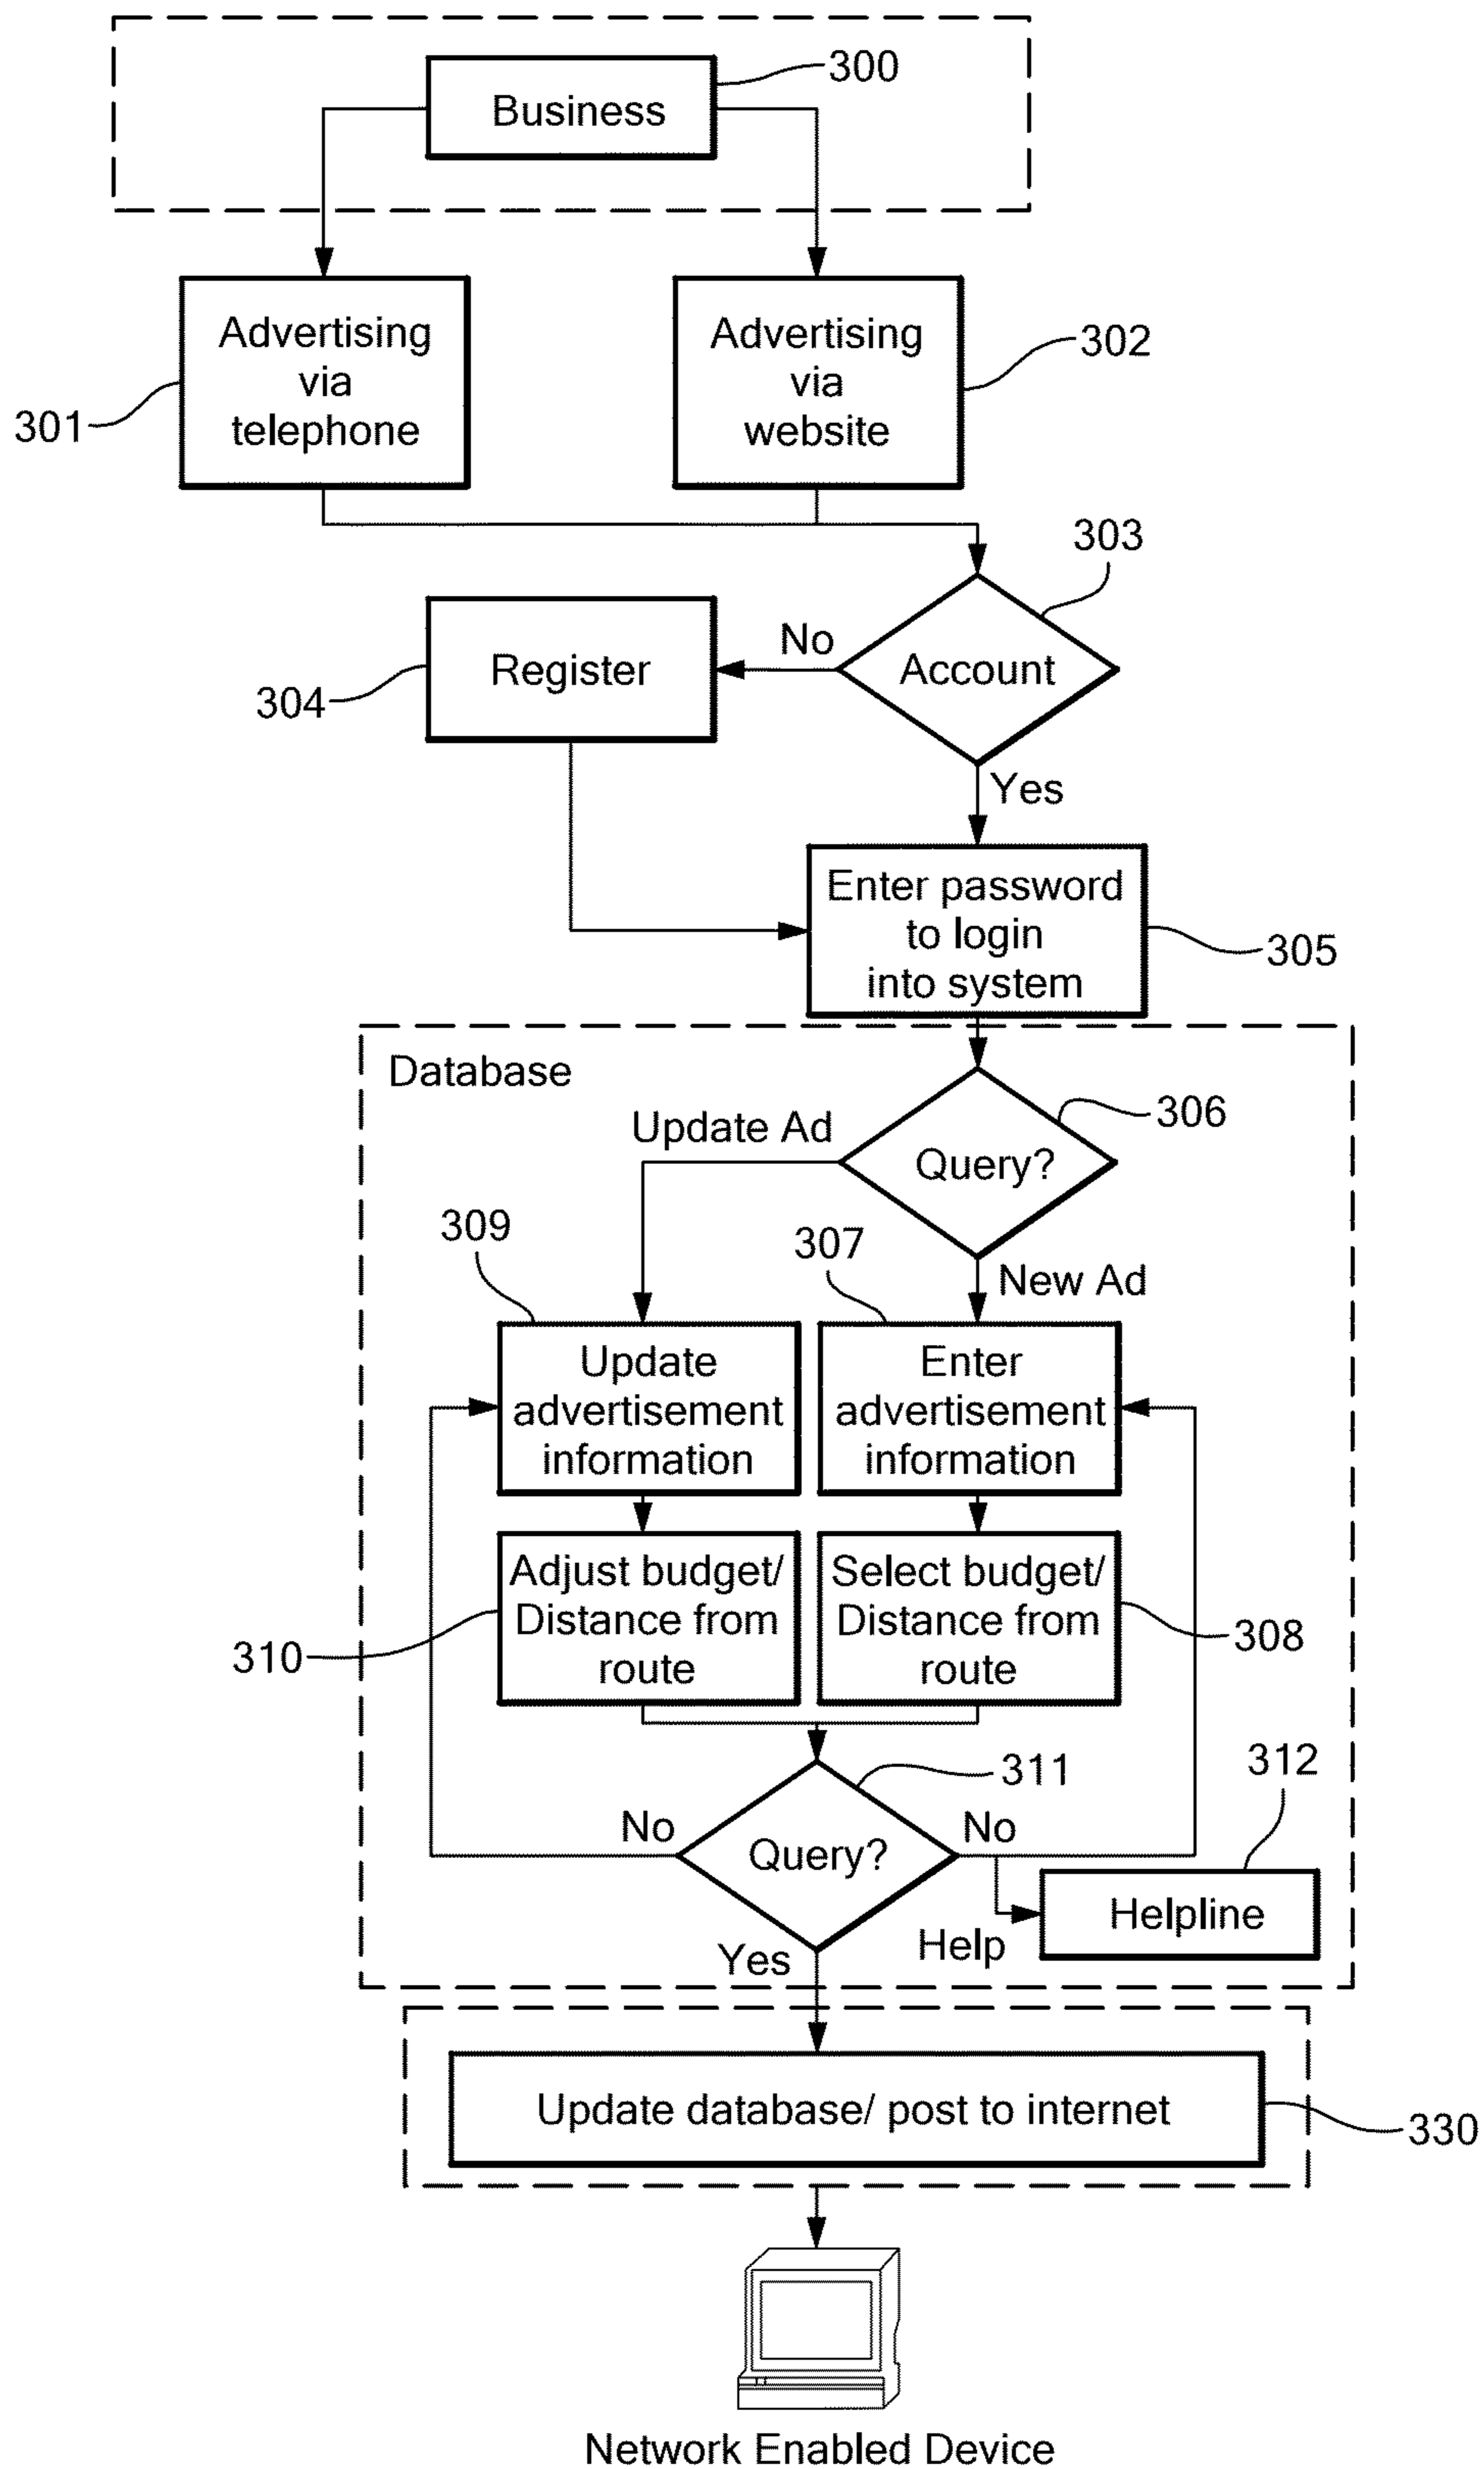 300
Business
Advertising
via
telephone
301
Advertising
via
website
302
303
No
Account
Register
304
Yes
Enter password
to login
into system
305
Database
306
Update Ad
Query?
309
307
New Ad
Update
advertisement
information
Enter
advertisement
information
Adjust budget/
Distance from
route
310
Select budget/
Distance from
route
308
311
312
No
Query?
No
Helpline
Help
Yes
Update database/ post to internet
330
Network Enabled Device